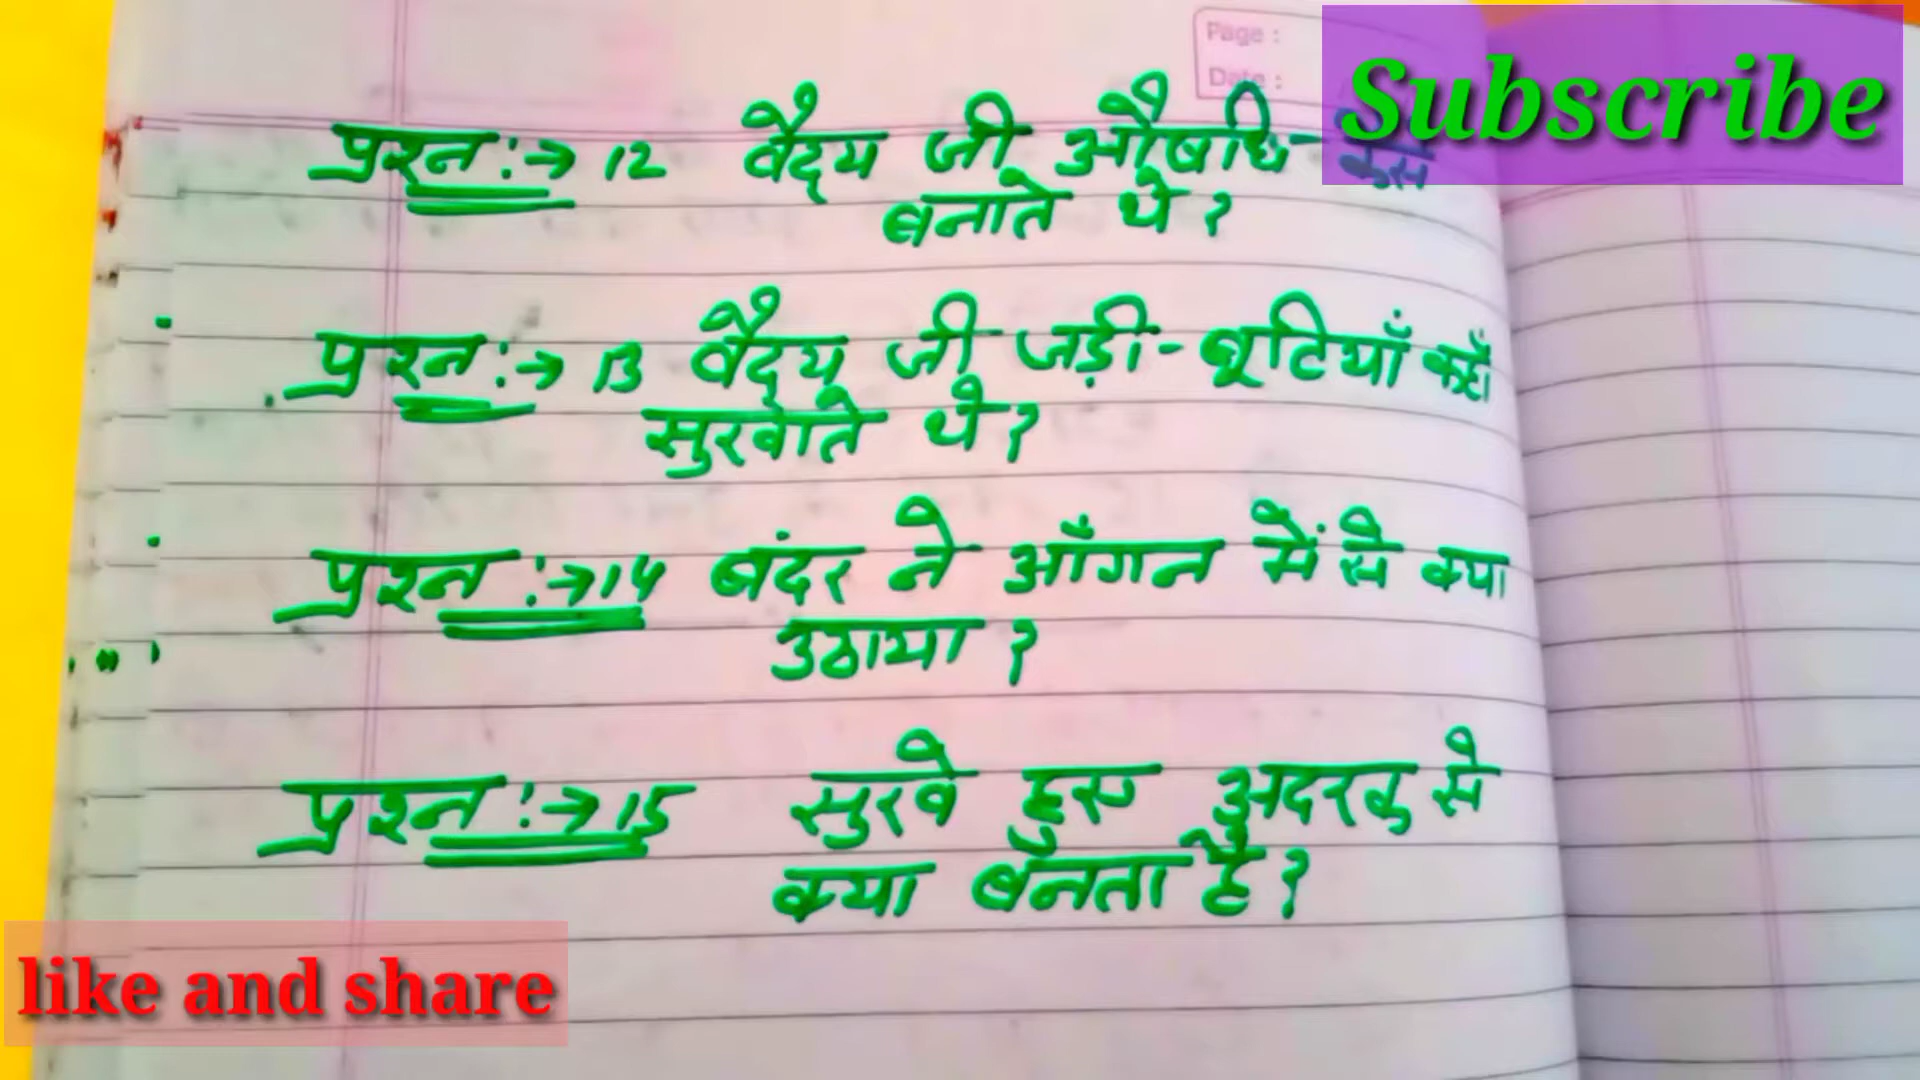 Page :
Date :
Subscribe
प्रश्न :→ 12 वैद्य जी औषधि कैसे
बनाते थे ?
प्रश्न :→ 13 वैद्य जी जड़ी-बूटियाँ कहाँ
सुखाते थे ?
प्रश्न :→ 14 बंदर ने आँगन में से क्या
उठाया ?
प्रश्न :→ 15 सुखे हुए अदरक से
क्या बनता है ?
like and share